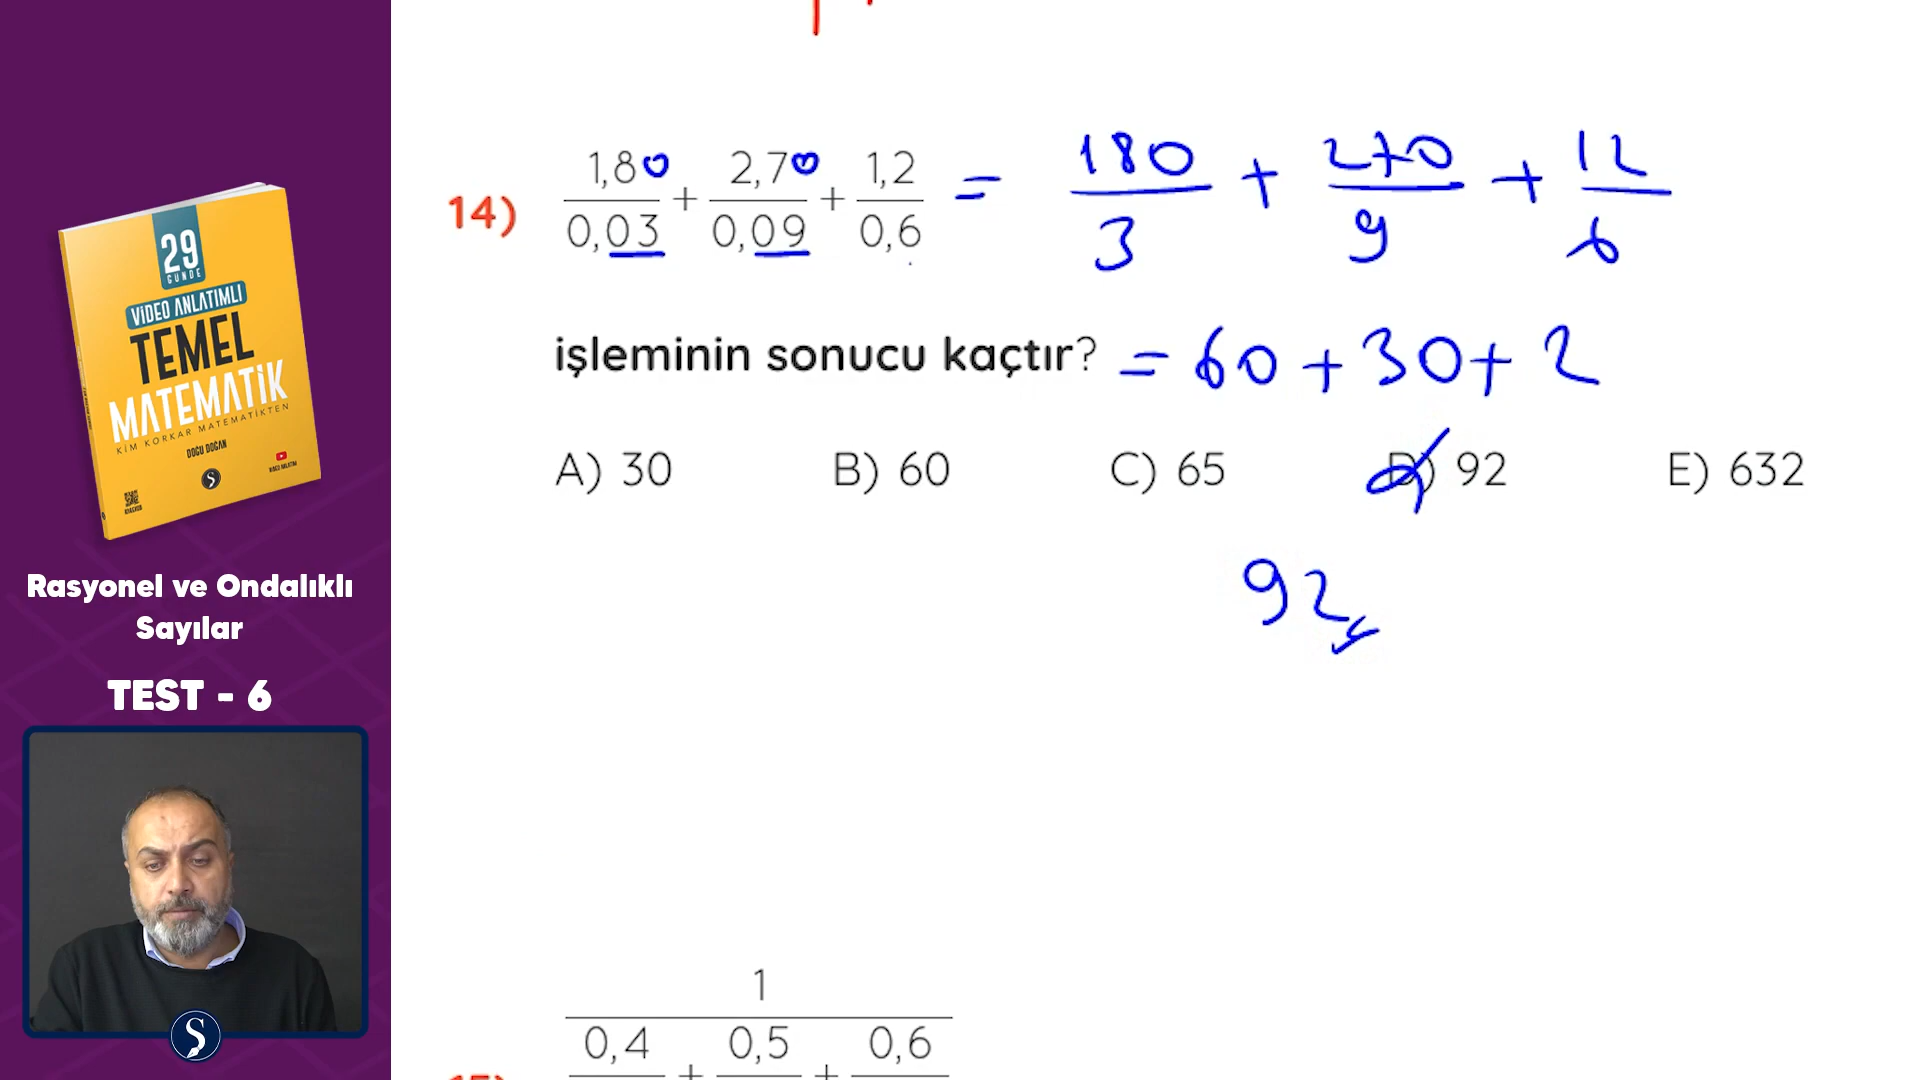 29
GÜNDE
VİDEO ANLATIMLI
TEMEL
MATEMATİK
KİM KORKAR MATEMATİKTEN
DOĞU DOĞAN
Rasyonel ve Ondalıklı
Sayılar
TEST - 6
14) 1,80/0,03 + 2,70/0,09 + 1,2/0,6 = 180/3 + 270/9 + 12/6
işleminin sonucu kaçtır? = 60 + 30 + 2
A) 30 B) 60 C) 65 D) 92 E) 632
92
1
0,4 + 0,5 + 0,6
15)